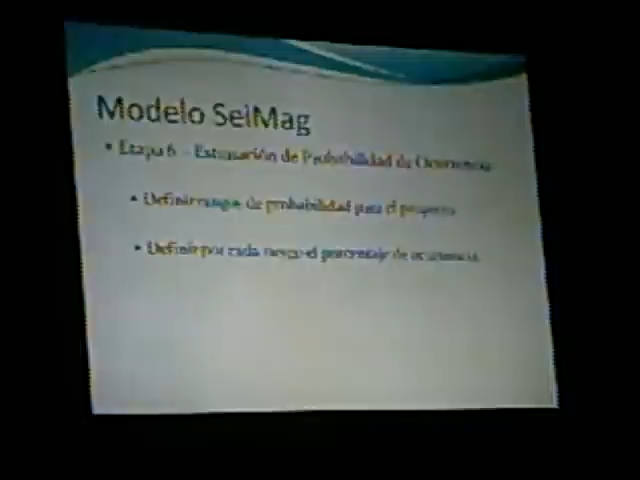 Modelo SelMag
• Etapa 6 – Estimación de Probabilidad de Ocurrencia
• Definir rangos de probabilidad para el proyecto
• Definir por cada riesgo el porcentaje de ocurrencia